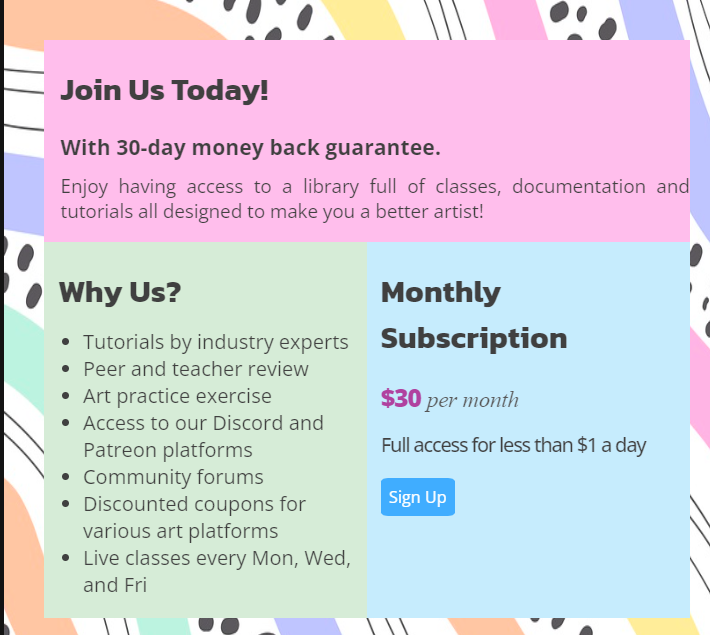 Join Us Today!
With 30-day money back guarantee.
Enjoy having access to a library full of classes, documentation and
tutorials all designed to make you a better artist!
Why Us?
Tutorials by industry experts
Peer and teacher review
Art practice exercise
Access to our Discord and
Patreon platforms
Community forums
Discounted coupons for
various art platforms
Live classes every Mon, Wed,
and Fri
Monthly
Subscription
$30 per month
Full access for less than $1 a day
Sign Up